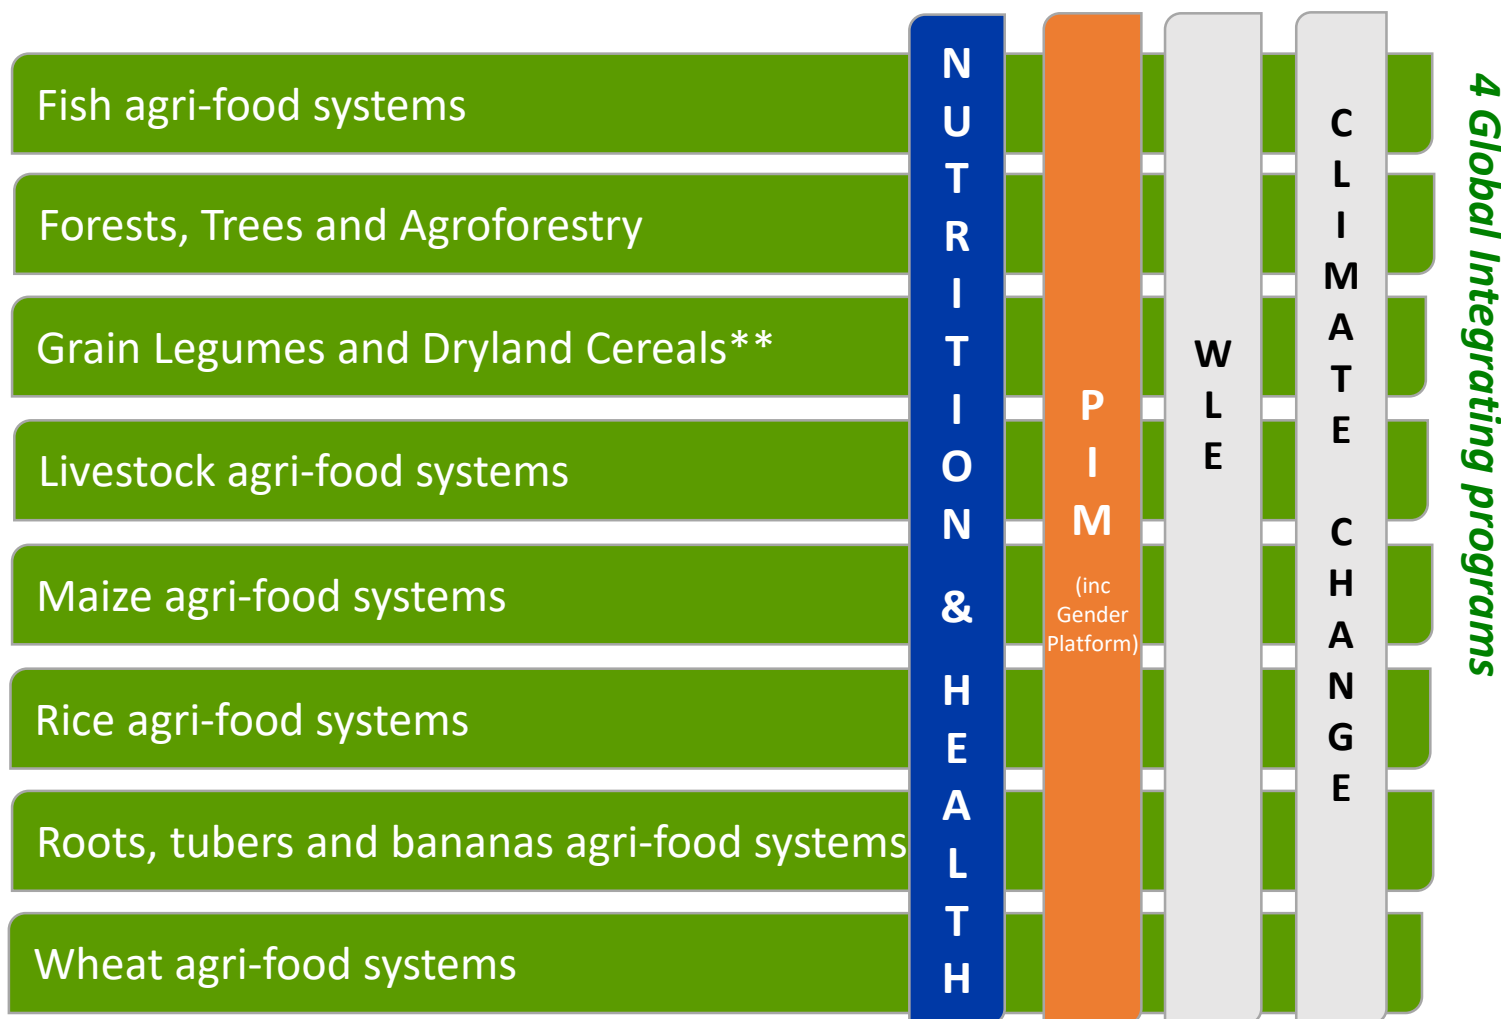 Fish agri-food systems
Forests, Trees and Agroforestry
Grain Legumes and Dryland Cereals**
Livestock agri-food systems
Maize agri-food systems
Rice agri-food systems
Roots, tubers and bananas agri-food systems
Wheat agri-food systems
NUTRITION & HEALTH
PIM
(inc
Gender
Platform)
WLE
CLIMATE CHANGE
4 Global Integrating programs